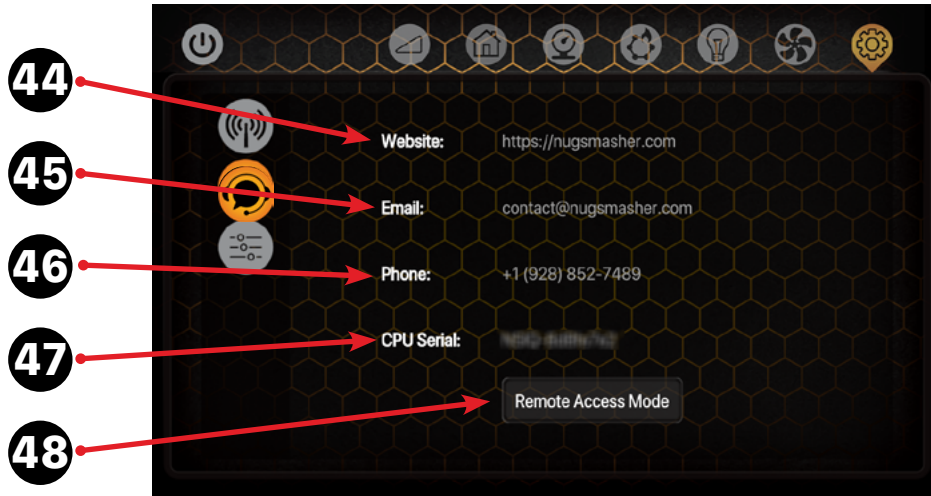 44
Website: https://nugsmasher.com
45
Email: contact@nugsmasher.com
46
Phone: +1 (928) 852-7489
47
CPU Serial:
48
Remote Access Mode